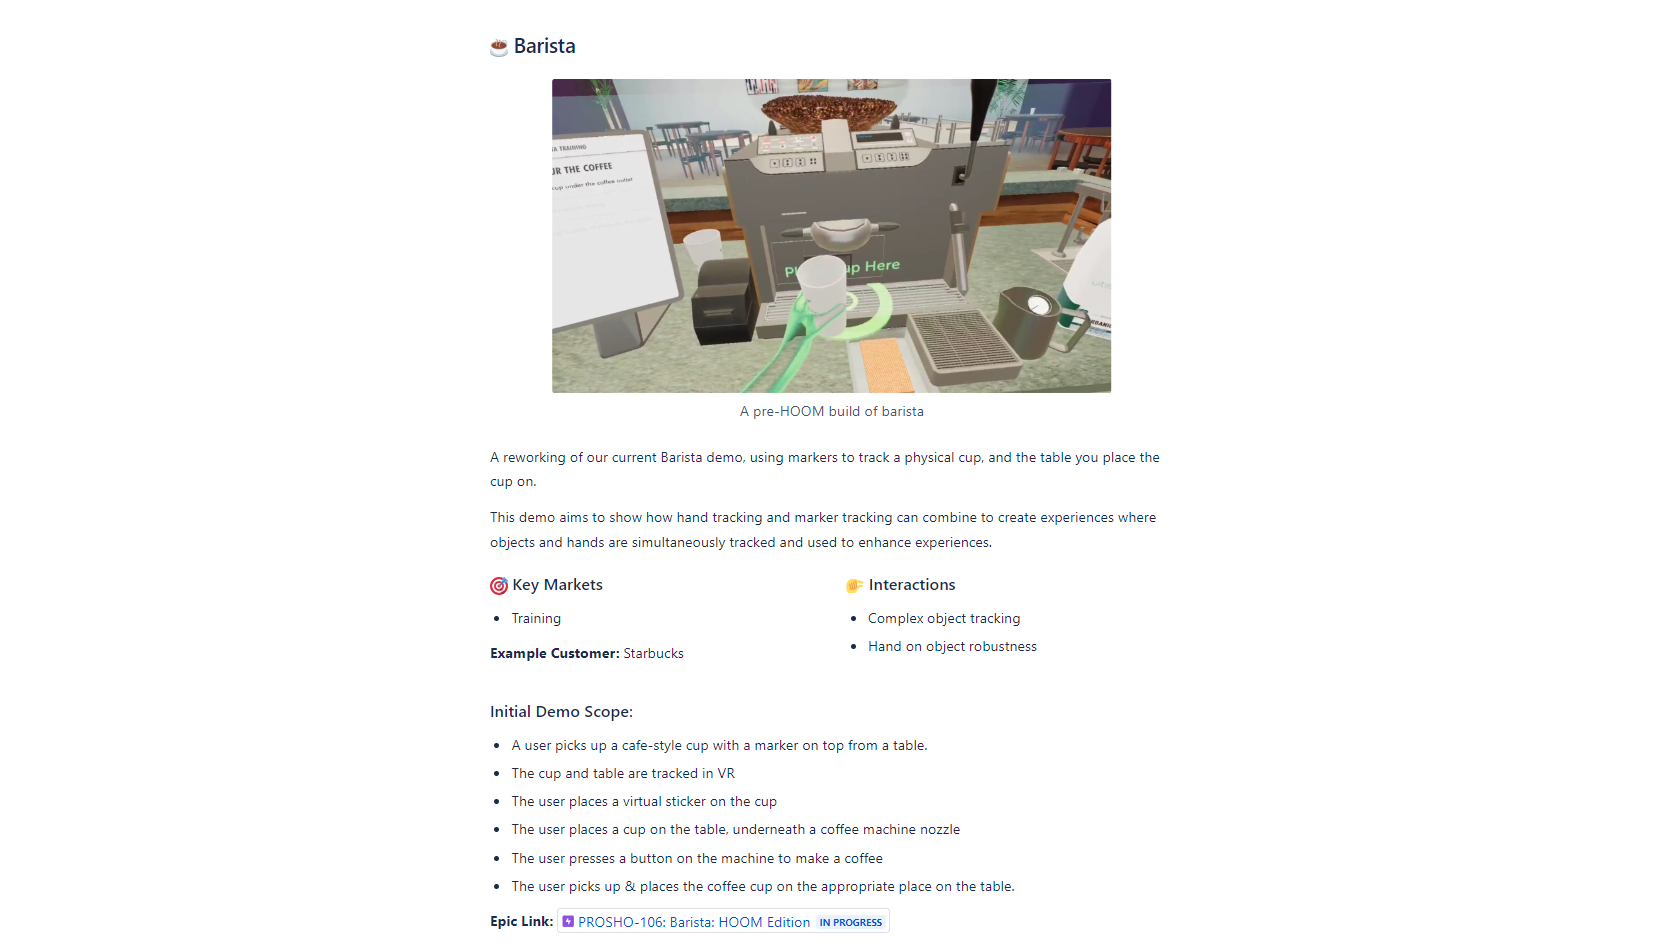 Barista
TRAINING
THE COFFEE
cup under the coffee outlet
Here
A pre-HOOM build of barista
A reworking of our current Barista demo, using markers to track a physical cup, and the table you place the
cup on.
This demo aims to show how hand tracking and marker tracking can combine to create experiences where
objects and hands are simultaneously tracked and used to enhance experiences.
Key Markets
• Training
Example Customer: Starbucks
Interactions
• Complex object tracking
• Hand on object robustness
Initial Demo Scope:
• A user picks up a cafe-style cup with a marker on top from a table.
• The cup and table are tracked in VR
• The user places a virtual sticker on the cup
• The user places a cup on the table, underneath a coffee machine nozzle
• The user presses a button on the machine to make a coffee
• The user picks up & places the coffee cup on the appropriate place on the table.
Epic Link: PROSHO-106: Barista: HOOM Edition IN PROGRESS